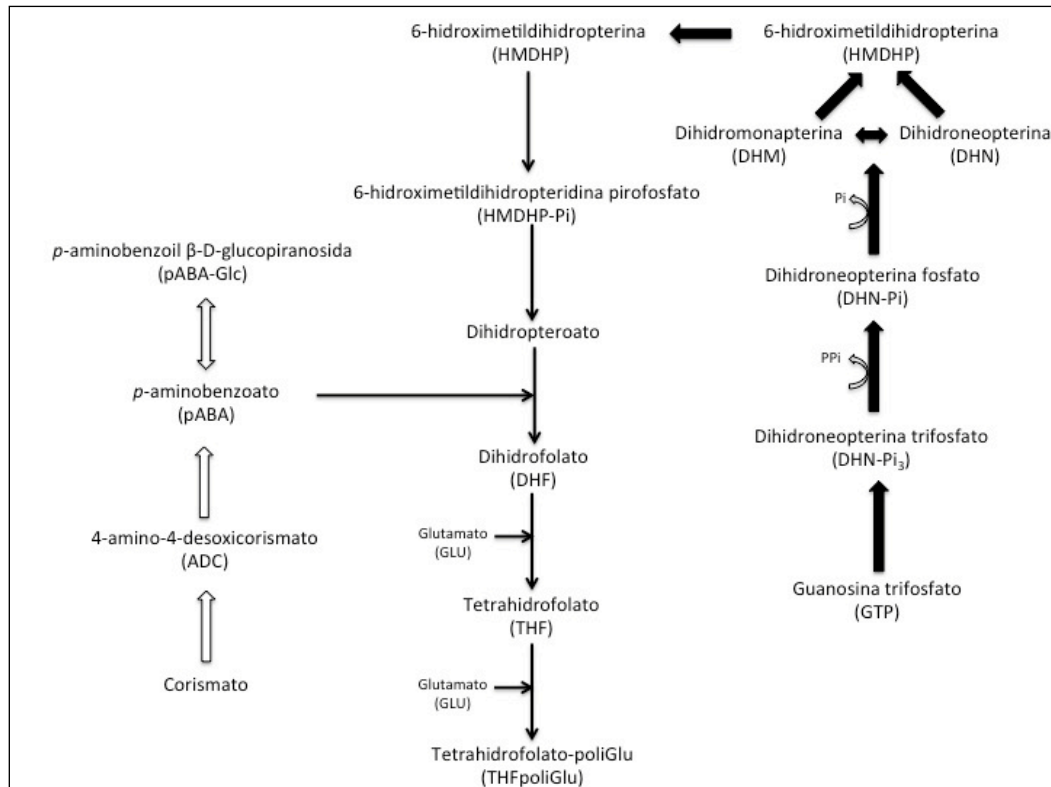 6-hidroximetildihidropterina
(HMDHP)
6-hidroximetildihidropterina
(HMDHP)
Dihidromonapterina
(DHM)
Dihidroneopterina
(DHN)
6-hidroximetildihidropteridina pirofosfato
(HMDHP-Pi)
Pi
p-aminobenzoil β-D-glucopiranosida
(pABA-Glc)
Dihidroneopterina fosfato
(DHN-Pi)
Dihidropteroato
PPi
p-aminobenzoato
(pABA)
Dihidroneopterina trifosfato
(DHN-Pi3)
Dihidrofolato
(DHF)
4-amino-4-desoxicorismato
(ADC)
Glutamato
(GLU)
Guanosina trifosfato
(GTP)
Tetrahidrofolato
(THF)
Corismato
Glutamato
(GLU)
Tetrahidrofolato-poliGlu
(THFpoliGlu)